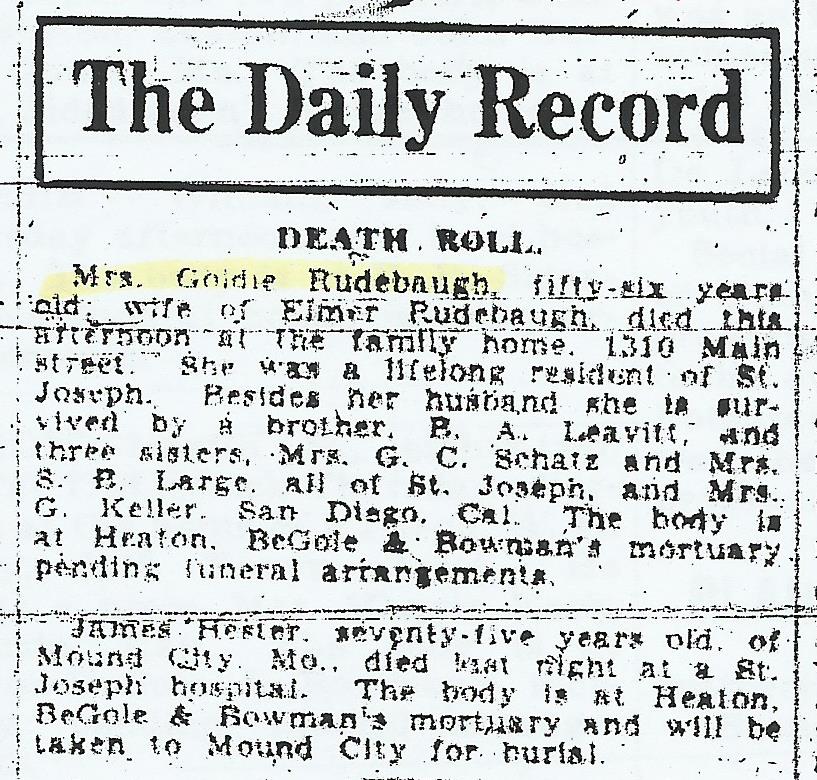 The Daily Record
DEATH ROLL.
Mrs. Goldie Rudebaugh, fifty-six years
old, wife of Elmer Rudebaugh, died this
afternoon at the family home, 1310 Main
street. She was a lifelong resident of St.
Joseph. Besides her husband she is sur-
vived by a brother, B. A. Leavitt, and
three sisters, Mrs. G. C. Schatz and Mrs.
S. B. Large, all of St. Joseph, and Mrs.
G. Keller, San Diego, Cal. The body is
at Heaton, BeGole & Bowman's mortuary
pending funeral arrangements.
James Hester, seventy-five years old, of
Mound City, Mo., died last night at a St.
Joseph hospital. The body is at Heaton,
BeGole & Bowman's mortuary and will be
taken to Mound City for burial.